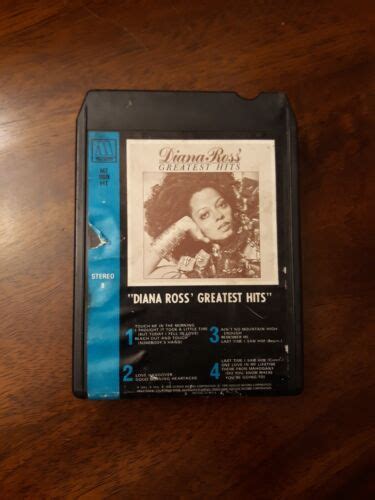 M
STEREO
8
Diana Ross'
GREATEST HITS
"DIANA ROSS' GREATEST HITS"
1
TOUCH ME IN THE MORNING
I THOUGHT IT TOOK A LITTLE TIME
(BUT TODAY I FELL IN LOVE)
REACH OUT AND TOUCH
(SOMEBODY'S HAND)
2
LOVE HANGOVER
GOOD MORNING HEARTACHE
3
AIN'T NO MOUNTAIN HIGH
ENOUGH
REMEMBER ME
LAST TIME I SAW HIM
4
LAST TIME I SAW HIM
ONE LOVE IN MY LIFETIME
THEME FROM MAHOGANY
(DO YOU KNOW WHERE
YOU'RE GOING TO)